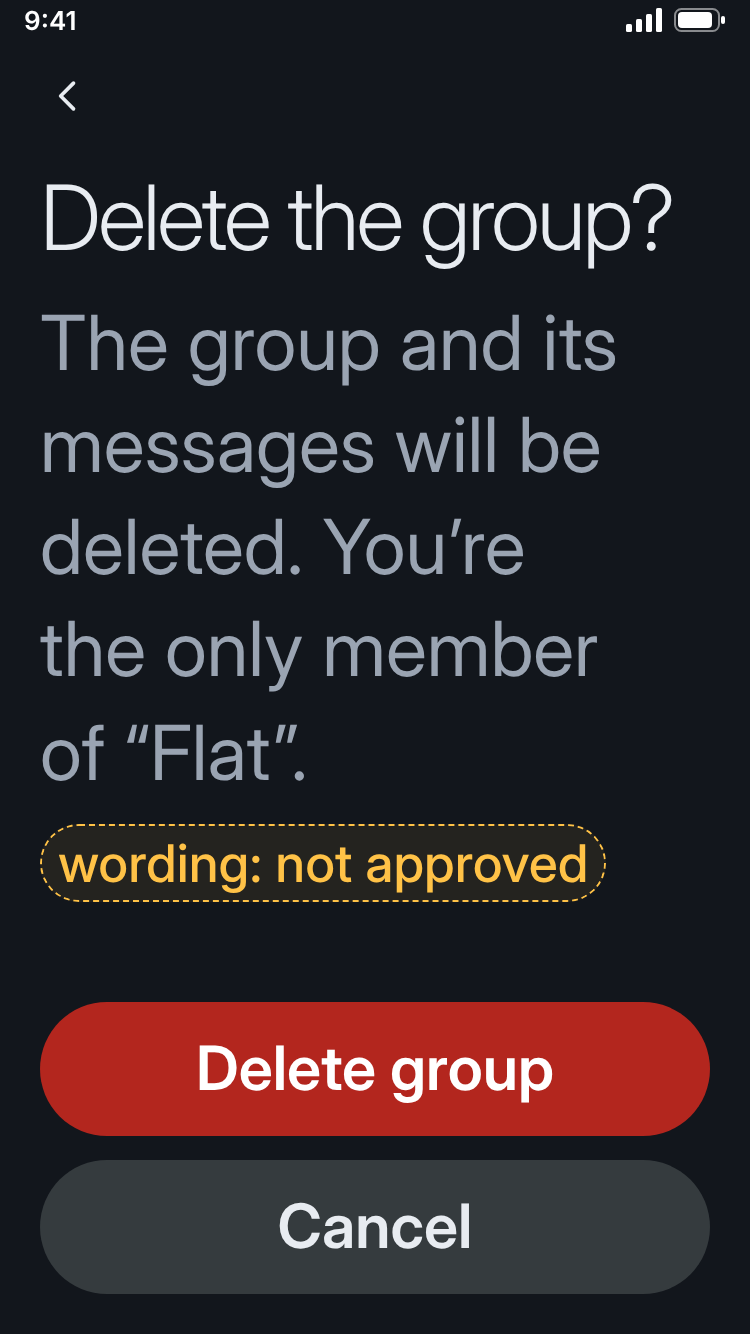 9:41
Delete the group?
The group and its
messages will be
deleted. You’re
the only member
of “Flat”.
wording: not approved
Delete group
Cancel